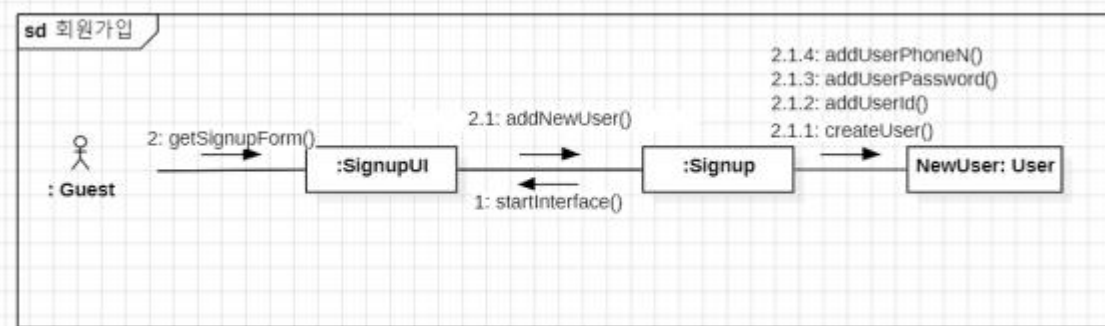 sd 회원가입
2.1.4: addUserPhoneN()
2.1.3: addUserPassword()
2.1.2: addUserId()
2.1.1: createUser()
2.1: addNewUser()
2: getSignupForm()
:SignupUI
:Signup
NewUser: User
: Guest
1: startInterface()